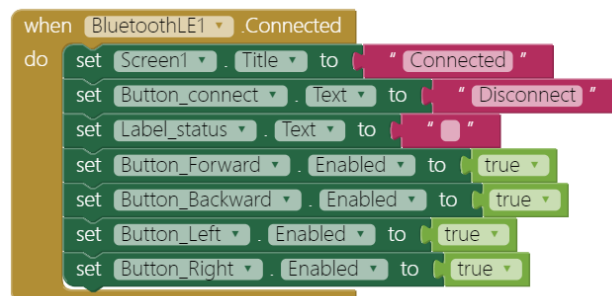 when BluetoothLE1 .Connected
do set Screen1 . Title to " Connected "
set Button_connect . Text to " Disconnect "
set Label_status . Text to " "
set Button_Forward . Enabled to true
set Button_Backward . Enabled to true
set Button_Left . Enabled to true
set Button_Right . Enabled to true